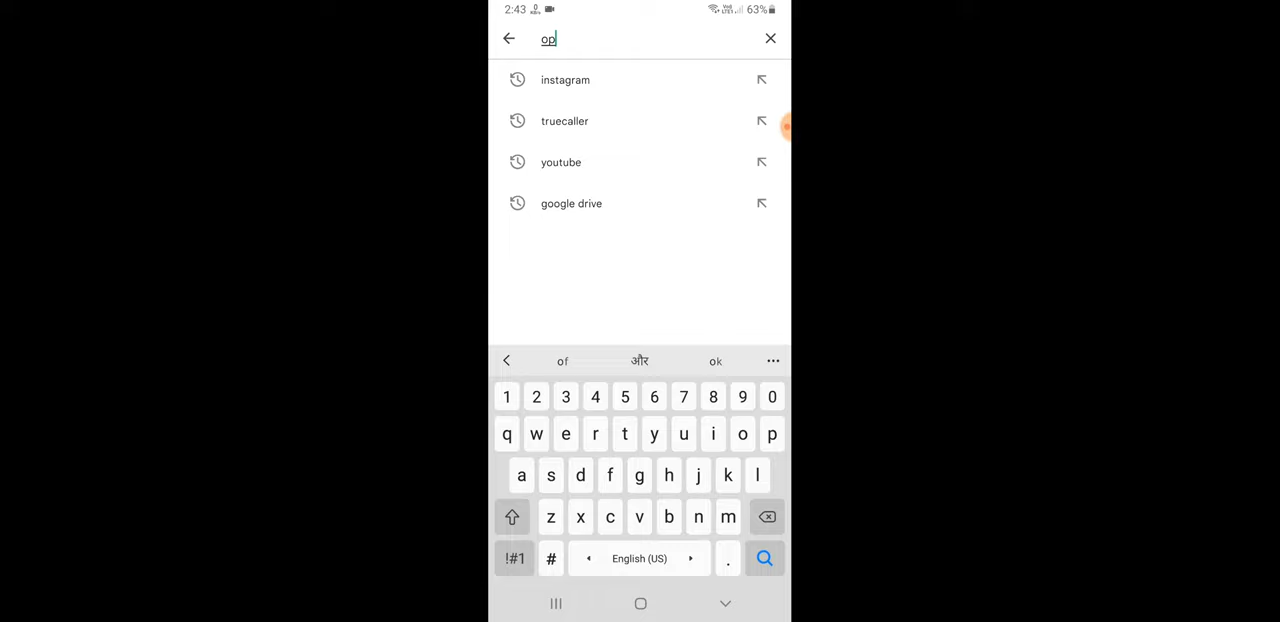 2:43 63%
op
instagram
truecaller
youtube
google drive
of और ok
1 2 3 4 5 6 7 8 9 0
q w e r t y u i o p
a s d f g h j k l
z x c v b n m
!#1 # English (US) .